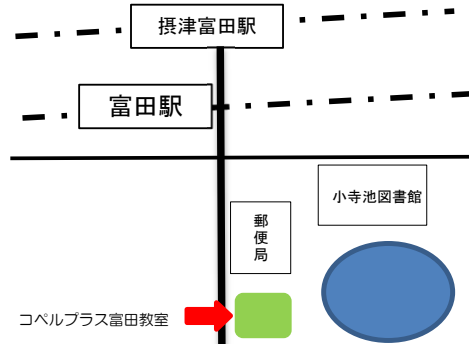 摂津富田駅
富田駅
小寺池図書館
郵便局
コペルプラス富田教室